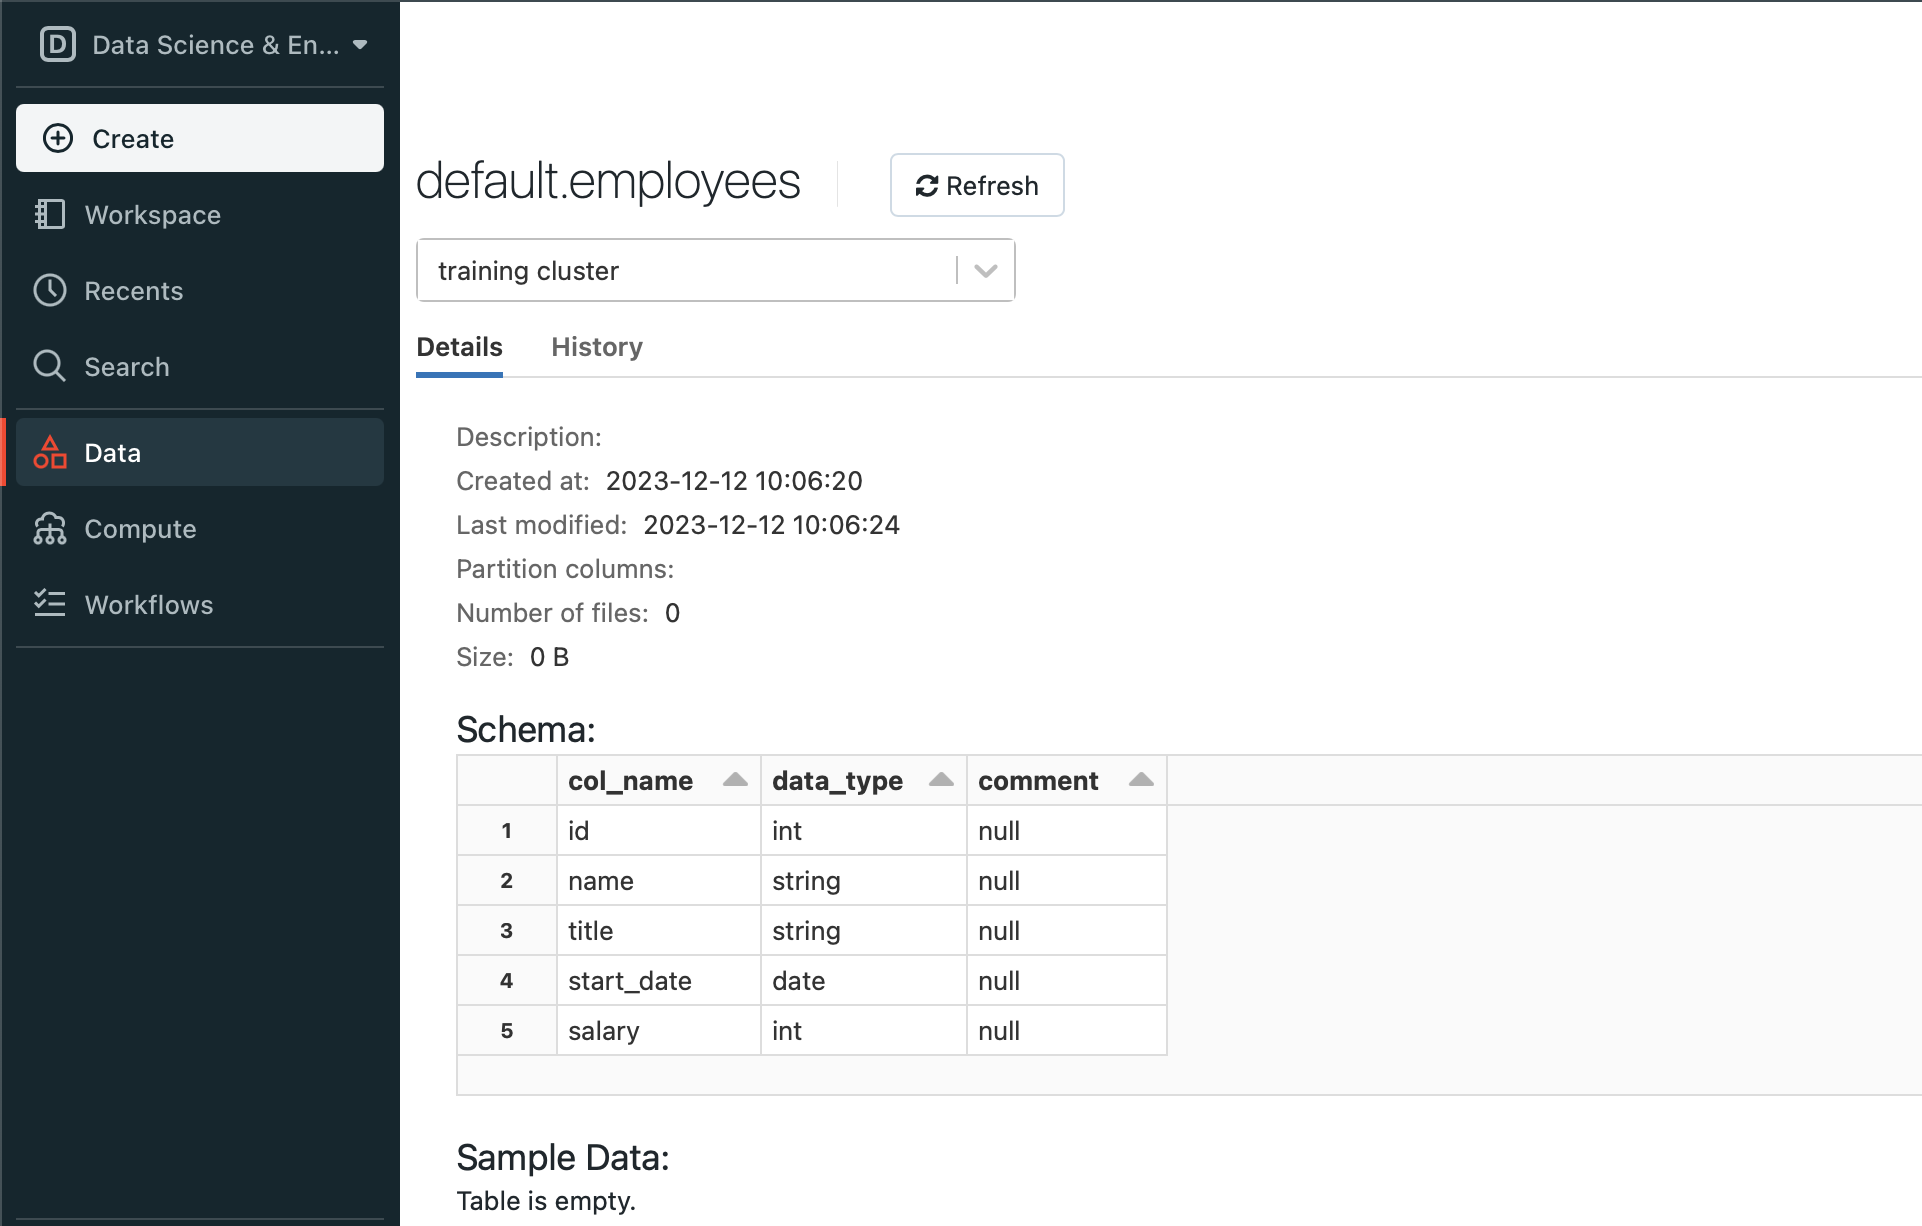 D Data Science & En...
Create
Workspace
Recents
Search
Data
Compute
Workflows
default.employees
Refresh
training cluster
Details History
Description:
Created at: 2023-12-12 10:06:20
Last modified: 2023-12-12 10:06:24
Partition columns:
Number of files: 0
Size: 0 B
Schema:
col_name data_type comment
1 id int null
2 name string null
3 title string null
4 start_date date null
5 salary int null
Sample Data:
Table is empty.